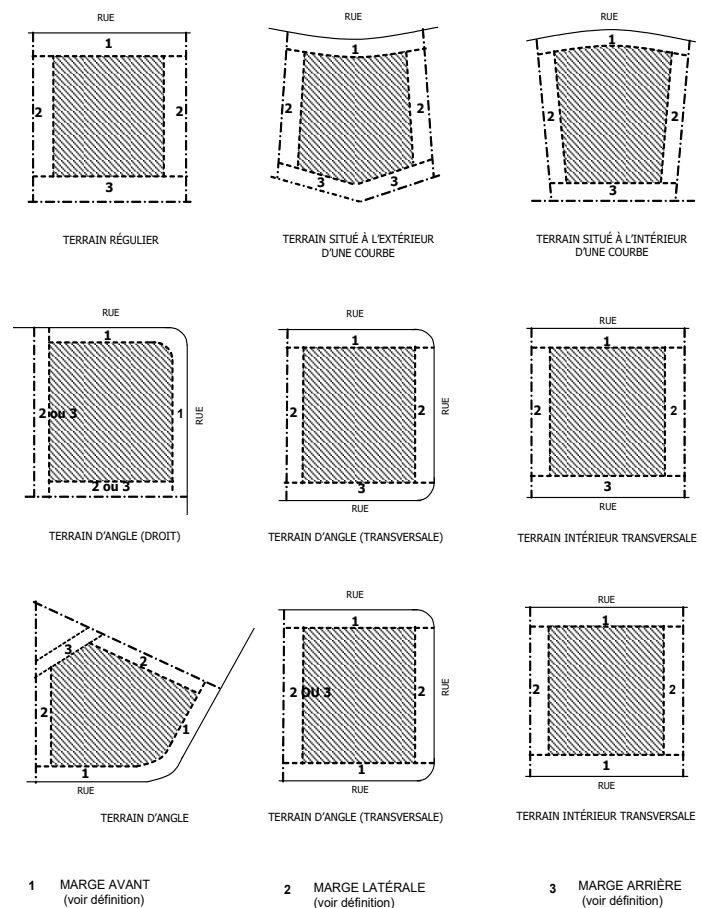 RUE
1
2
2
3
TERRAIN RÉGULIER
RUE
1
2
2
3
3
TERRAIN SITUÉ À L'EXTÉRIEUR
D'UNE COURBE
RUE
1
2
2
3
TERRAIN SITUÉ À L'INTÉRIEUR
D'UNE COURBE
RUE
1
2 ou 3
1
RUE
2 ou 3
TERRAIN D'ANGLE (DROIT)
RUE
1
2
2
RUE
3
RUE
TERRAIN D'ANGLE (TRANSVERSALE)
RUE
1
2
2
3
RUE
TERRAIN INTÉRIEUR TRANSVERSALE
3
2
2
1
1
RUE
TERRAIN D'ANGLE
RUE
1
2 OU 3
2
RUE
1
RUE
TERRAIN D'ANGLE (TRANSVERSALE)
RUE
1
2
2
1
RUE
TERRAIN INTÉRIEUR TRANSVERSALE
1 MARGE AVANT
(voir définition)
2 MARGE LATÉRALE
(voir définition)
3 MARGE ARRIÈRE
(voir définition)